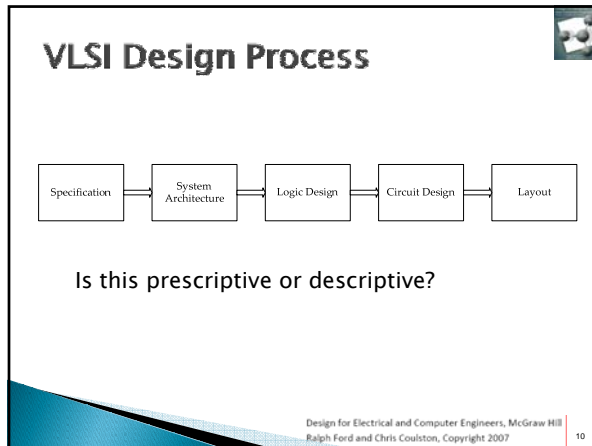 VLSI Design Process
Specification
System
Architecture
Logic Design
Circuit Design
Layout
Is this prescriptive or descriptive?
Design for Electrical and Computer Engineers, McGraw Hill
Ralph Ford and Chris Coulston, Copyright 2007
10